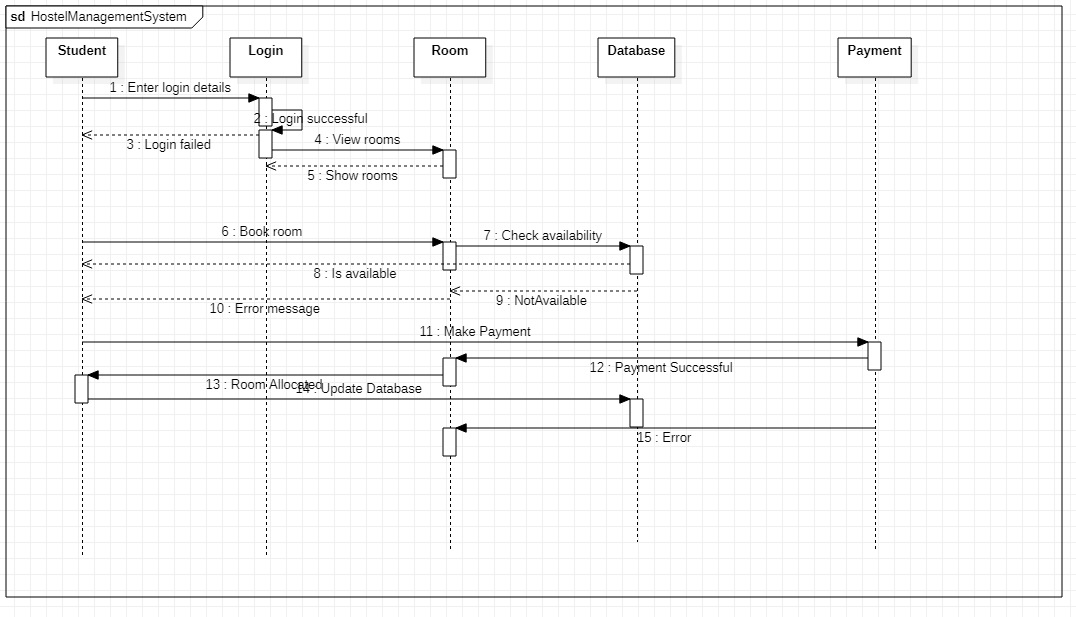 sd HostelManagementSystem
Student
Login
Room
Database
Payment
1 : Enter login details
2 : Login successful
3 : Login failed
4 : View rooms
5 : Show rooms
6 : Book room
7 : Check availability
8 : Is available
9 : NotAvailable
10 : Error message
11 : Make Payment
12 : Payment Successful
13 : Room Allocated
14 : Update Database
15 : Error